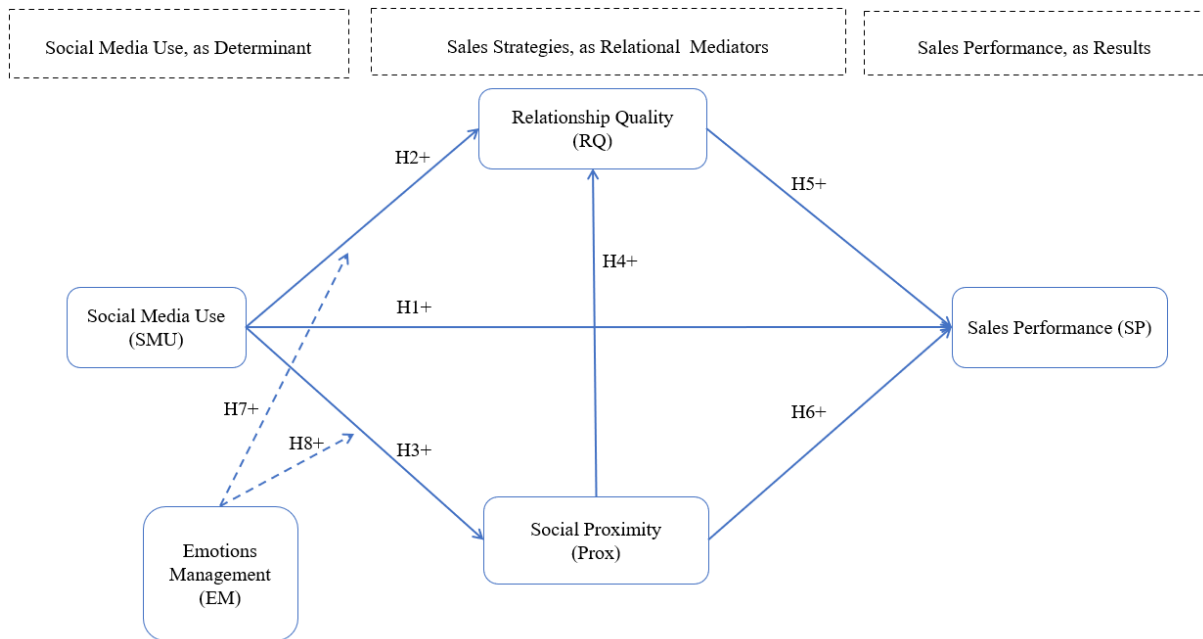 Social Media Use, as Determinant
Sales Strategies, as Relational Mediators
Sales Performance, as Results
Relationship Quality
(RQ)
H2+
H5+
H4+
Social Media Use
(SMU)
H1+
Sales Performance (SP)
H7+
H8+
H3+
H6+
Social Proximity
(Prox)
Emotions
Management
(EM)